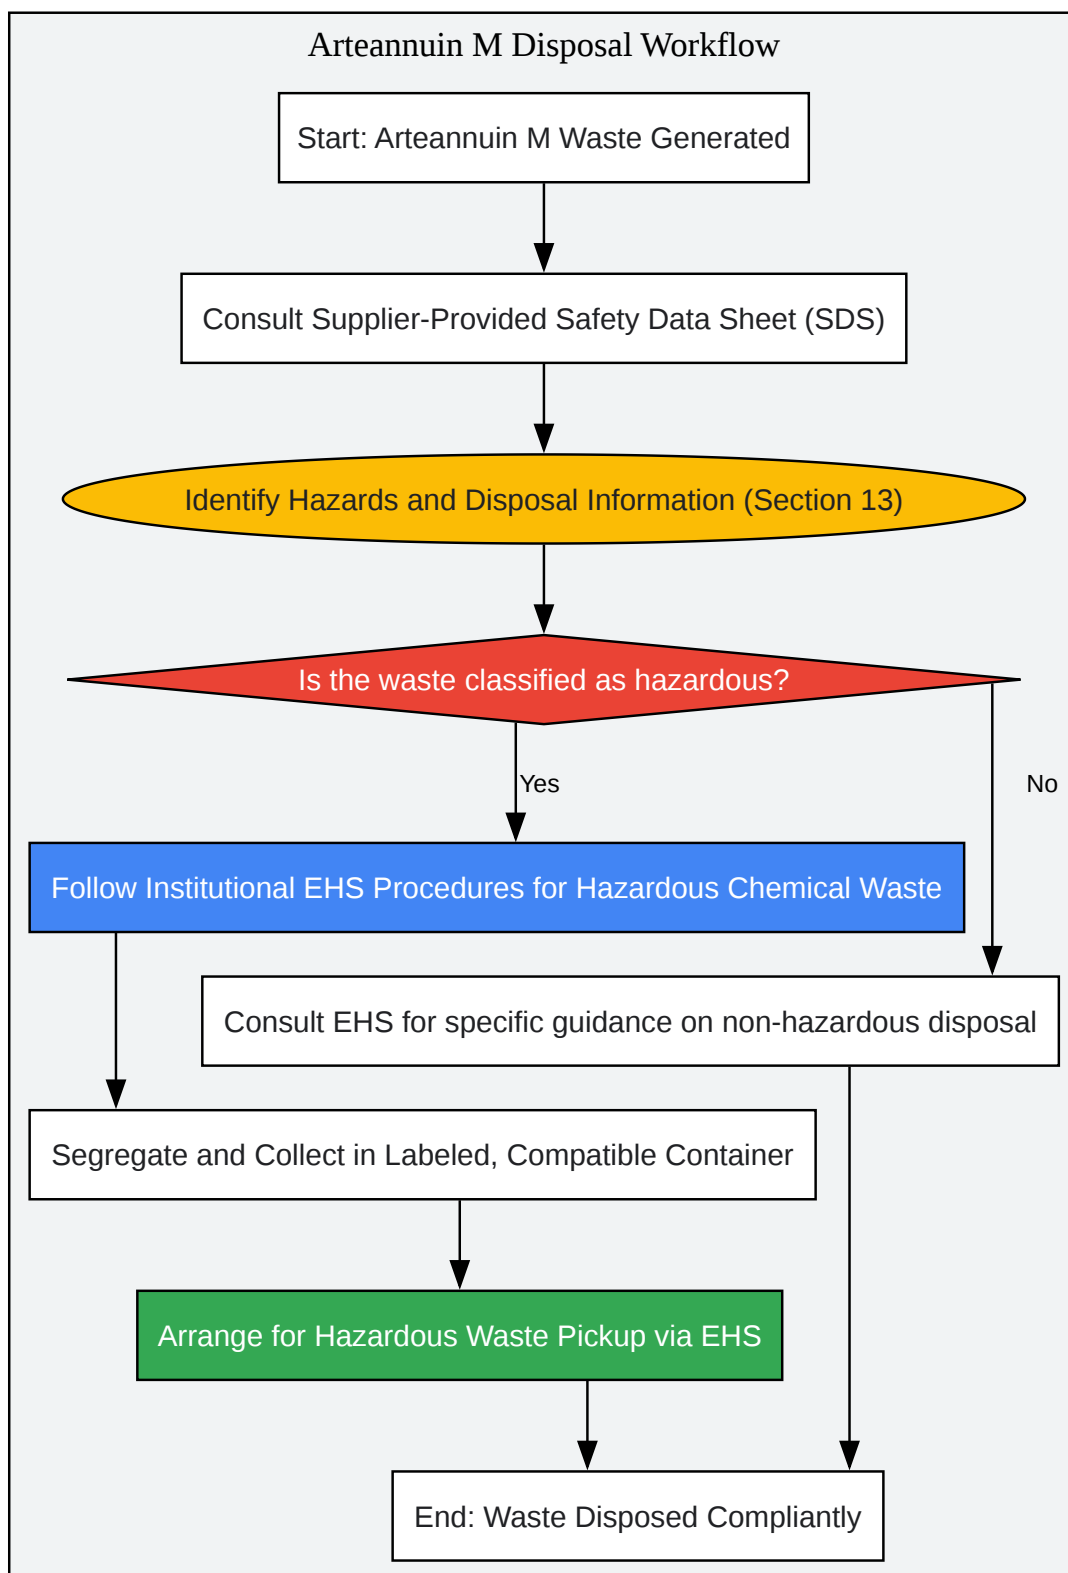 Arteannuin M Disposal Workflow
Start: Arteannuin M Waste Generated
Consult Supplier-Provided Safety Data Sheet (SDS)
Identify Hazards and Disposal Information (Section 13)
Is the waste classified as hazardous?
Yes
No
Follow Institutional EHS Procedures for Hazardous Chemical Waste
Consult EHS for specific guidance on non-hazardous disposal
Segregate and Collect in Labeled, Compatible Container
Arrange for Hazardous Waste Pickup via EHS
End: Waste Disposed Compliantly